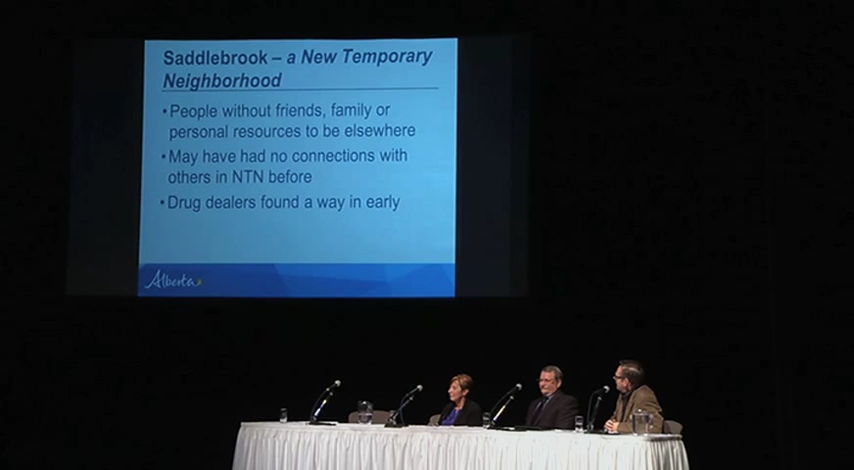 Saddlebrook – a New Temporary
Neighborhood
• People without friends, family or
personal resources to be elsewhere
• May have had no connections with
others in NTN before
• Drug dealers found a way in early
Alberta